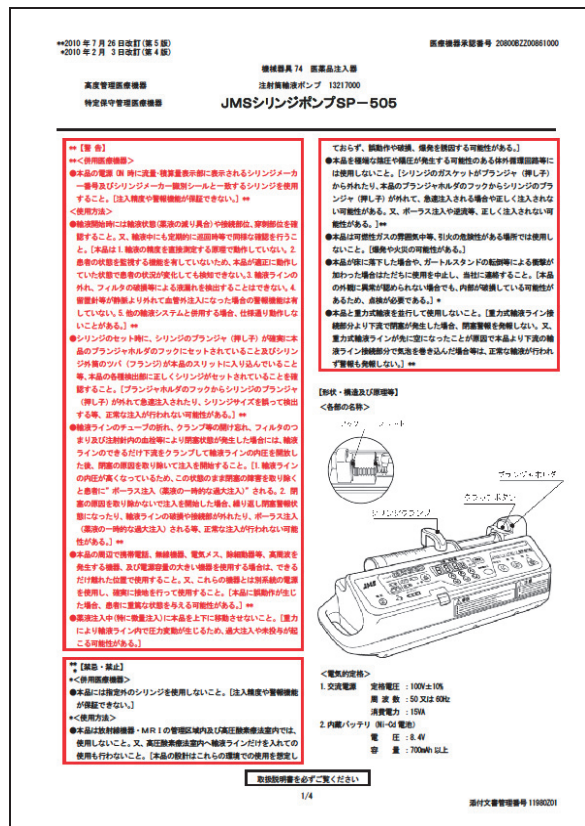 **2010 年 7 月 26 日改訂(第 5 版)
*2010 年 2 月 3 日改訂(第 4 版)
医療機器承認番号 20800BZZ00861000
機械器具 74 医薬品注入器
高度管理医療機器
注射筒輸液ポンプ 13217000
特定保守管理医療機器
JMSシリンジポンプSP-505
**【警 告】
**<併用医療機器>
●本品の電源 ON 時に流量・積算量表示部に表示されるシリンジメーカ
ー番号及びシリンジメーカー識別シールと一致するシリンジを使用
すること。[注入精度や警報機能が保証できない。]**
<使用方法>
●輸液開始時には輸液状態(薬液の減り具合)や接続部位、穿刺部位を確
認すること。又、輸液中にも定期的に巡回時等で同様な確認を行うこ
と。[本品は 1. 輸液の精度を直接測定する原理で動作していない。2.
患者の状態を監視する機能を有していないため、本品が適正に動作し
ていた状態で患者の状況が変化しても検知できない。3. 輸液ラインの
外れ、フィルタの破損等による液漏れを検出することはできない。4.
留置針等が静脈より外れて血管外注入になった場合の警報機能は有
していない。5. 他の輸液システムと併用する場合、仕様通り動作しな
いことがある。]**
●シリンジのセット時に、シリンジのプランジャ(押し子)が確実に本
品のプランジャホルダのフックにセットされていること及びシリン
ジ外筒のツバ(フランジ)が本品のスリットに入り込んでいること
等、本品の各種検出部に正しくシリンジがセットされていることを確
認すること。[プランジャホルダのフックからシリンジのプランジャ
(押し子)が外れて急速注入されたり、シリンジサイズを誤って検出
する等、正常な注入が行われない可能性がある。]**
●輸液ラインのチューブの折れ、クランプ等の開け忘れ、フィルタのつ
まり及び注射針内の血栓等により閉塞状態が発生した場合には、輸液
ラインのできるだけ下流をクランプして輸液ラインの内圧を開放し
た後、閉塞の原因を取り除いて注入を開始すること。[1. 輸液ライン
の内圧が高くなっているため、この状態のまま閉塞の障害を取り除く
と患者に"ボーラス注入(薬液の一時的な過大注入)"される。2. 閉
塞の原因を取り除かないで注入を開始した場合、繰り返し閉塞警報状
態になったり、輸液ラインの破損や接続部が外れたり、ボーラス注入
(薬液の一時的な過大注入)される等、正常な注入が行われない可能
性がある。]**
●本品の周辺で携帯電話、無線機器、電気メス、除細動器等、高周波を
発生する機器、及び電源容量の大きい機器を使用する場合は、できる
だけ離れた位置で使用すること。又、これらの機器とは別系統の電源
を使用し、確実に接地を行って使用すること。[本品に誤動作が生じ
た場合、患者に重篤な状態を与える可能性がある。]**
●薬液注入中(特に微量注入)に本品を上下に移動させないこと。[重力
により輸液ライン内で圧力変動が生じるため、過大注入や未投与が起
こる可能性がある。]
**
*【禁忌・禁止】
*<併用医療機器>
●本品には指定外のシリンジを使用しないこと。[注入精度や警報機能
が保証できない。]
*<使用方法>
●本品は放射線機器・MRIの管理区域内及び高圧酸素療法室内では、
使用しない。又、高圧酸素療法室内へ輸液ラインだけを入れての
使用も行わないこと。[本品の設計はこれらの環境での使用を想定し
ておらず、誤動作や破損、爆発を誘因する可能性がある。]
●本品を極端な陰圧や陽圧が発生する可能性のある体外循環回路等に
は使用しないこと。[シリンジのガスケットがプランジャ(押し子)
から外れたり、本品のプランジャホルダのフックからシリンジのプラ
ンジャ(押し子)が外れて、急速注入される場合や正しく注入されな
い可能性がある。又、ボーラス注入や逆流等、正しく注入されない可
能性がある。]**
●本品は可燃性ガスの雰囲気中等、引火の危険性がある場所では使用し
ないこと。[爆発や火災の可能性がある。]
●本品が床に落下した場合や、ガートルスタンドの転倒等による衝撃が
加わった場合はただちに使用を中止し、当社に連絡すること。[本品
の外観に異常が認められない場合でも、内部が破損している可能性が
あるため、点検が必要である。]*
●本品と重力式輸液を並行して使用しないこと。[重力式輸液ライン接
続部分より下流で閉塞が発生した場合、閉塞警報を発報しない。又、
重力式輸液ラインが先に空になったことが原因で本品より下流の輸
液ライン接続部分で気泡を巻き込んだ場合等は、正常な輸液が行われ
ず警報も発報しない。]**
【形状・構造及び原理等】
<各部の名称>
プランジャホルダ
クラッチボタン
シリンジクランプ
JMS
<電気的定格>
1. 交流電源 定格電圧 :100V±10%
周 波 数 :50 又は 60Hz
消費電力 :15VA
2. 内蔵バッテリ(Ni-Cd 電池)
電 圧 :8.4V
容 量 :700mAh 以上
取扱説明書を必ずご覧ください
1/4
添付文書管理番号 11980Z01